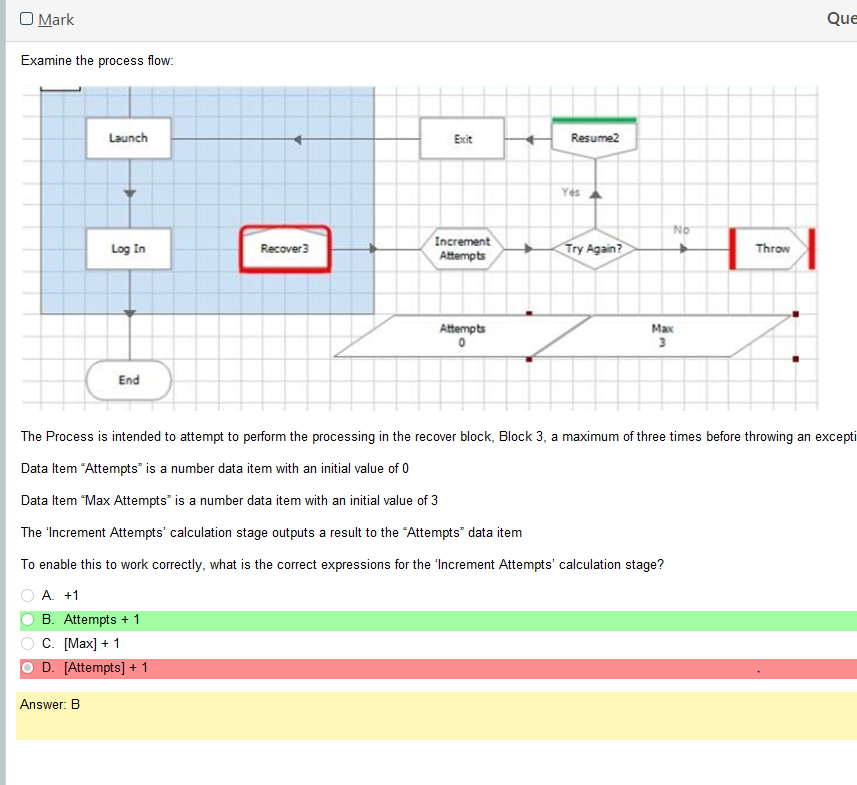 Mark
Que
Examine the process flow:
Launch
Exit
Resume2
Yes
No
Log In
Recover3
Increment
Attempts
Try Again?
Throw
Attempts
0
Max
3
End
The Process is intended to attempt to perform the processing in the recover block, Block 3, a maximum of three times before throwing an excepti
Data Item “Attempts” is a number data item with an initial value of 0
Data Item “Max Attempts” is a number data item with an initial value of 3
The ‘Increment Attempts’ calculation stage outputs a result to the “Attempts” data item
To enable this to work correctly, what is the correct expressions for the ‘Increment Attempts’ calculation stage?
A. +1
B. Attempts + 1
C. [Max] + 1
D. [Attempts] + 1
Answer: B